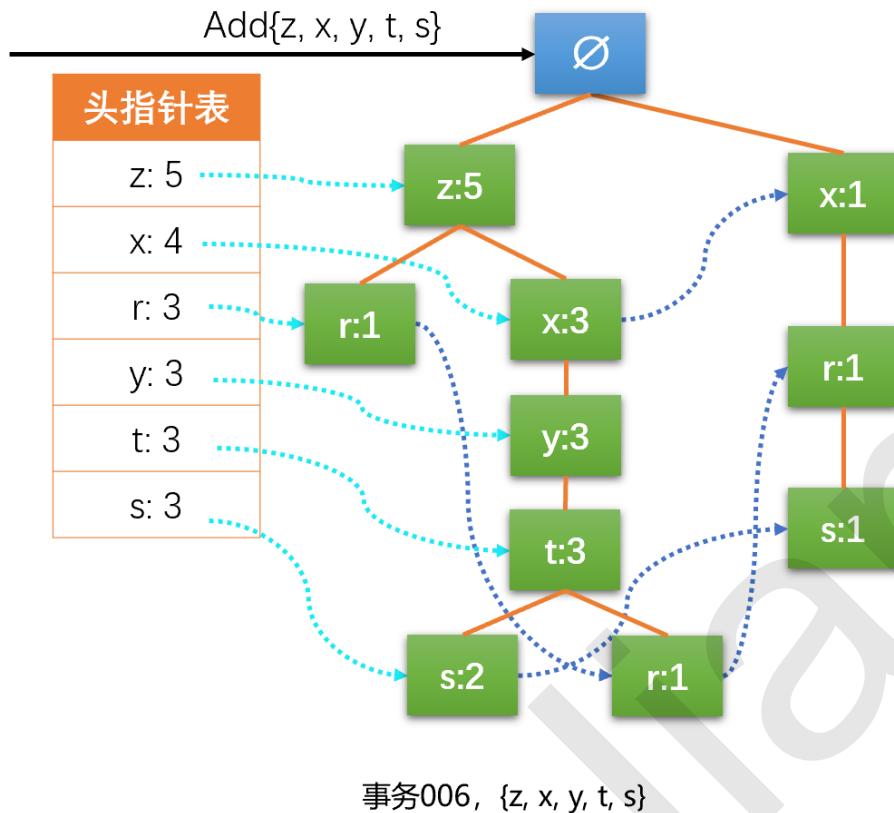 Add{z, x, y, t, s}
∅
头指针表
z: 5
x: 4
r: 3
y: 3
t: 3
s: 3
z:5
x:1
r:1
x:3
r:1
y:3
t:3
s:1
s:2
r:1
事务006，{z, x, y, t, s}